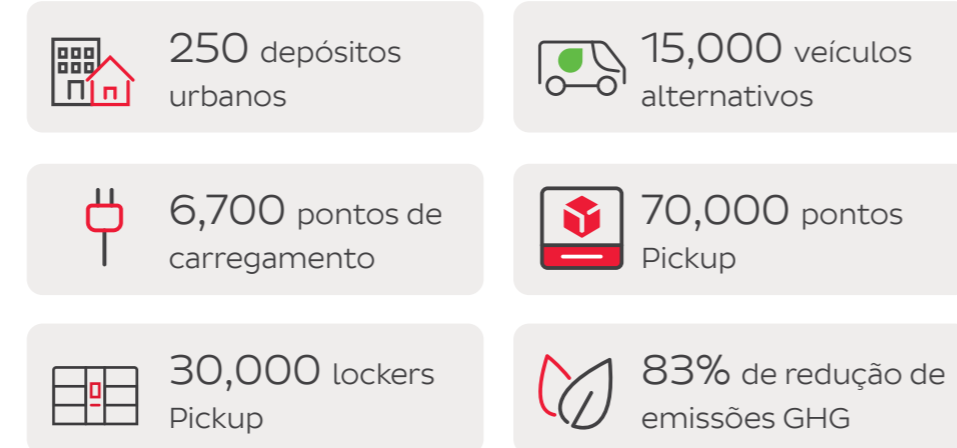 250 depósitos
urbanos
15,000 veículos
alternativos
6,700 pontos de
carregamento
70,000 pontos
Pickup
30,000 lockers
Pickup
83% de redução de
emissões GHG